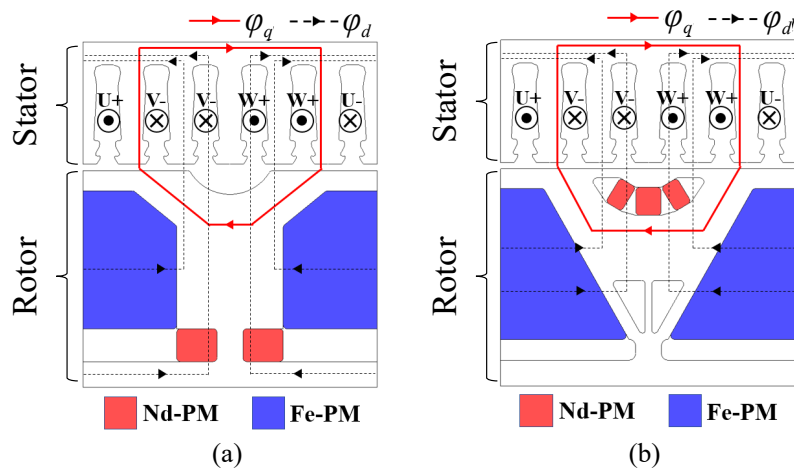 φq φd
Stator
U+ V- V- W+ W+ U-
Rotor
Nd-PM Fe-PM
(a)
φq φd
Stator
U+ V- V- W+ W+ U-
Rotor
Nd-PM Fe-PM
(b)